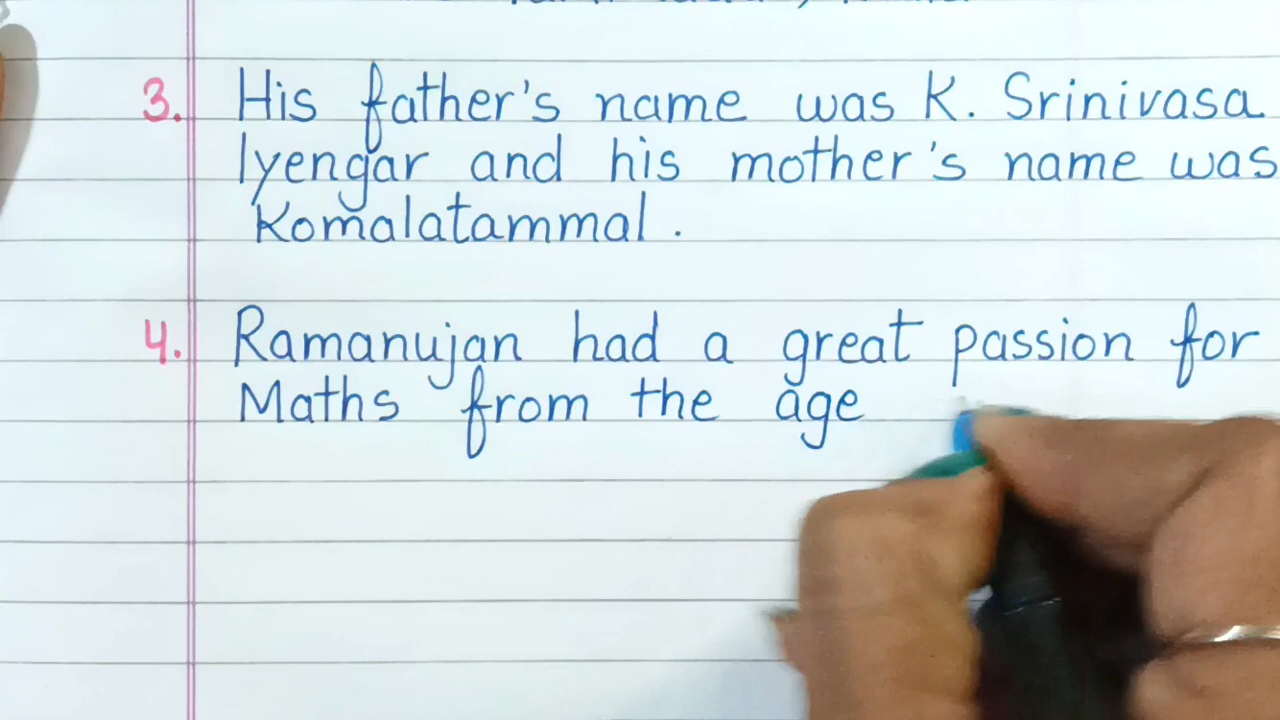 3. His father's name was K. Srinivasa
Iyengar and his mother's name was
Komalatammal.
4. Ramanujan had a great passion for
Maths from the age